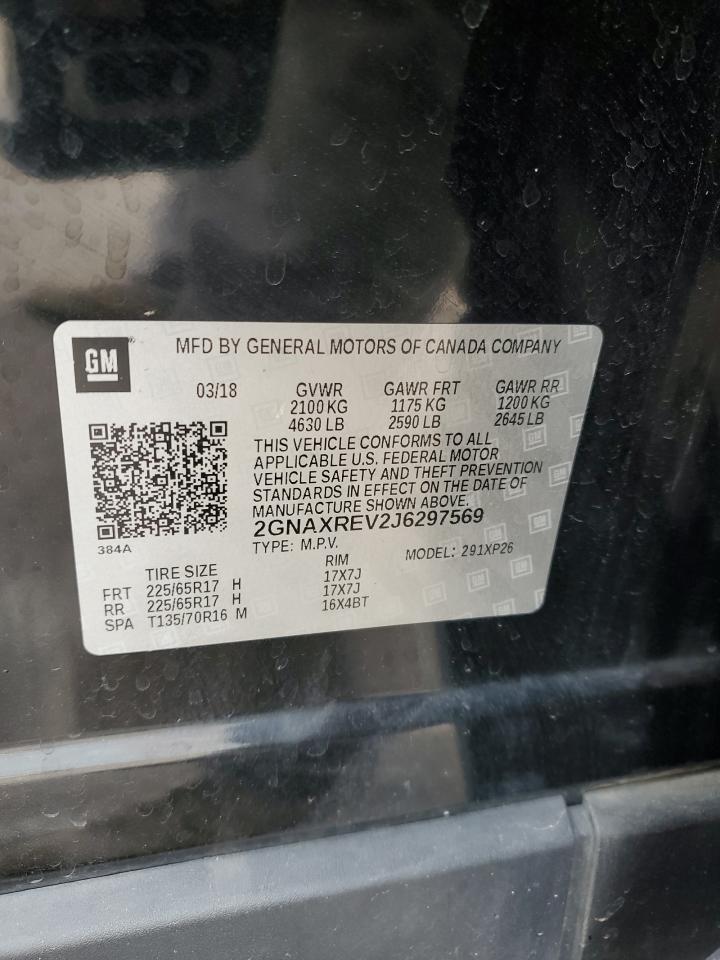 GM
MFD BY GENERAL MOTORS OF CANADA COMPANY
03/18 GVWR GAWR FRT GAWR RR
2100 KG 1175 KG 1200 KG
4630 LB 2590 LB 2645 LB
THIS VEHICLE CONFORMS TO ALL
APPLICABLE U.S. FEDERAL MOTOR
VEHICLE SAFETY AND THEFT PREVENTION
STANDARDS IN EFFECT ON THE DATE OF
MANUFACTURE SHOWN ABOVE.
2GNAXREV2J6297569
384A
TYPE: M.P.V. MODEL: 291XP26
TIRE SIZE RIM
FRT 225/65R17 H 17X7J
RR 225/65R17 H 17X7J
SPA T135/70R16 M 16X4BT